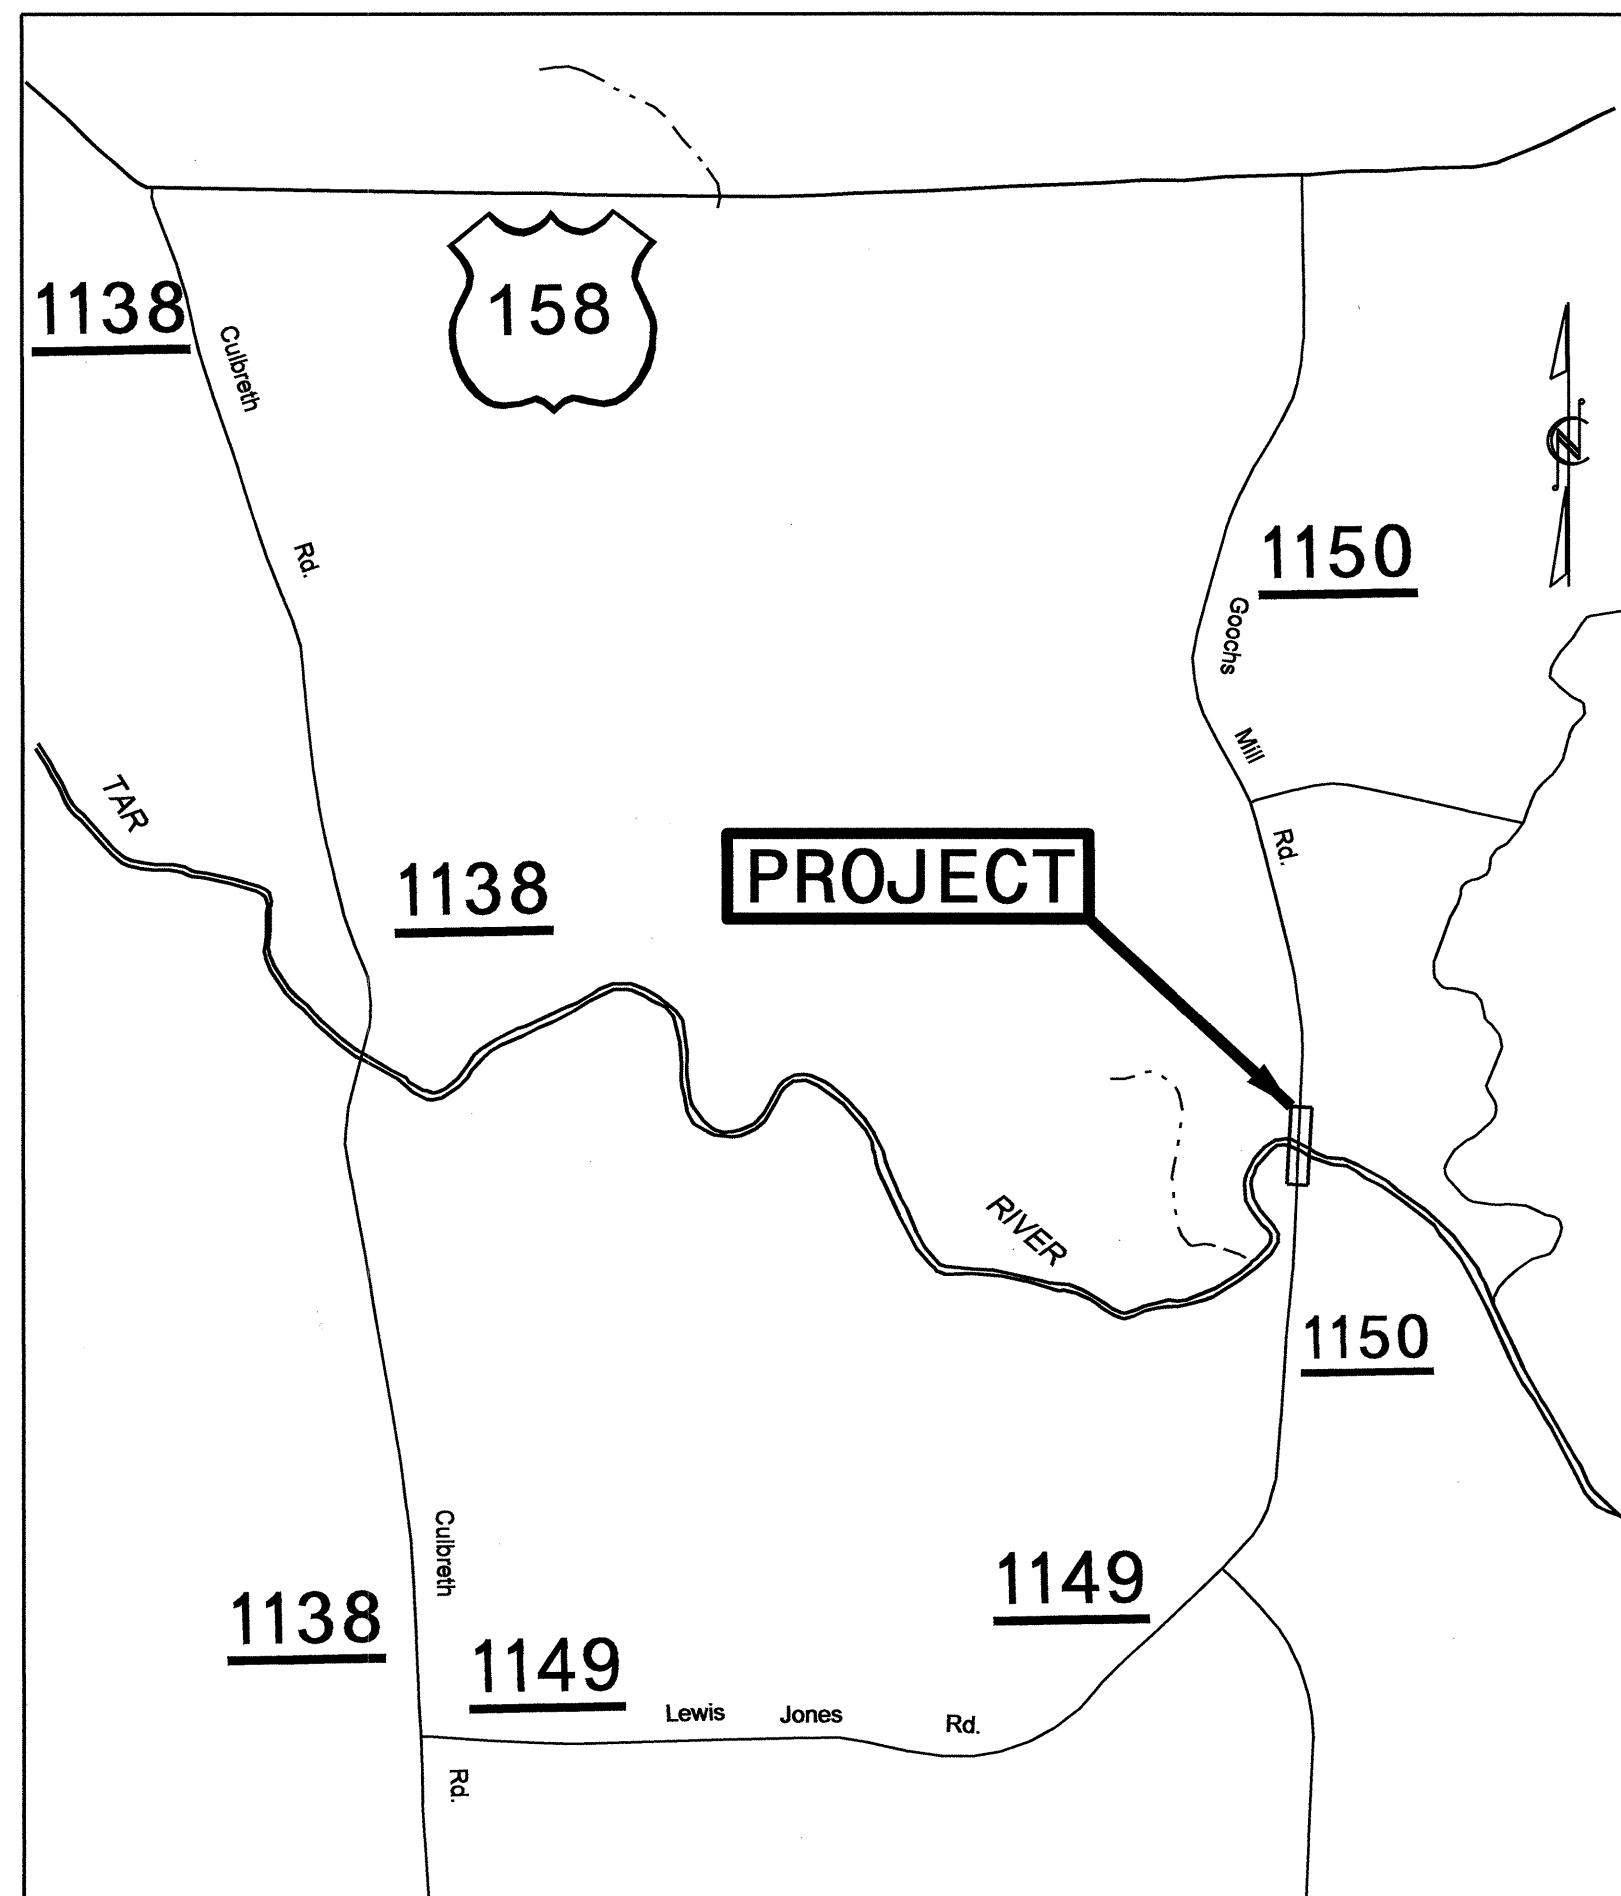 1138
158
Culbreth
Rd.
1150
Goochs
Mill
Rd.
TAR
1138
PROJECT
RIVER
1150
Culbreth
1138
1149
1149
Lewis Jones Rd.
Rd.